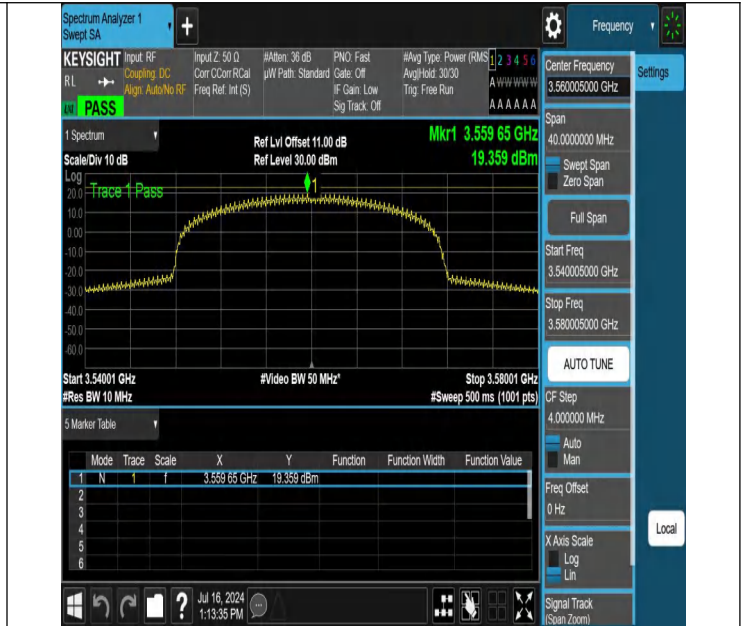 Spectrum Analyzer 1
Swept SA
Frequency
KEYSIGHT
RL
PASS
Input: RF
Coupling: DC
Align: Auto/No RF
Input Z: 50 Ω
Corr CCorr RCal
Freq Ref: Int (S)
#Atten: 36 dB
µW Path: Standard
PNO: Fast
Gate: Off
IF Gain: Low
Sig Track: Off
#Avg Type: Power (RMS
Avg|Hold: 30/30
Trig: Free Run
1 2 3 4 5 6
A W W W W W
A A A A A A
1 Spectrum
Scale/Div 10 dB
Ref Lvl Offset 11.00 dB
Ref Level 30.00 dBm
Mkr1 3.559 65 GHz
19.359 dBm
Log
Trace 1 Pass
1
20.0
10.0
0.00
-10.0
-20.0
-30.0
-40.0
-50.0
-60.0
Start 3.54001 GHz
#Video BW 50 MHz*
Stop 3.58001 GHz
#Res BW 10 MHz
#Sweep 500 ms (1001 pts)
5 Marker Table
Mode Trace Scale X Y Function Function Width Function Value
1 N 1 f 3.559 65 GHz 19.359 dBm
2
3
4
5
6
Jul 16, 2024
1:13:35 PM
Center Frequency
3.560005000 GHz
Settings
Span
40.0000000 MHz
Swept Span
Zero Span
Full Span
Start Freq
3.540005000 GHz
Stop Freq
3.580005000 GHz
AUTO TUNE
CF Step
4.000000 MHz
Auto
Man
Freq Offset
0 Hz
X Axis Scale
Log
Lin
Local
Signal Track
(Span Zoom)